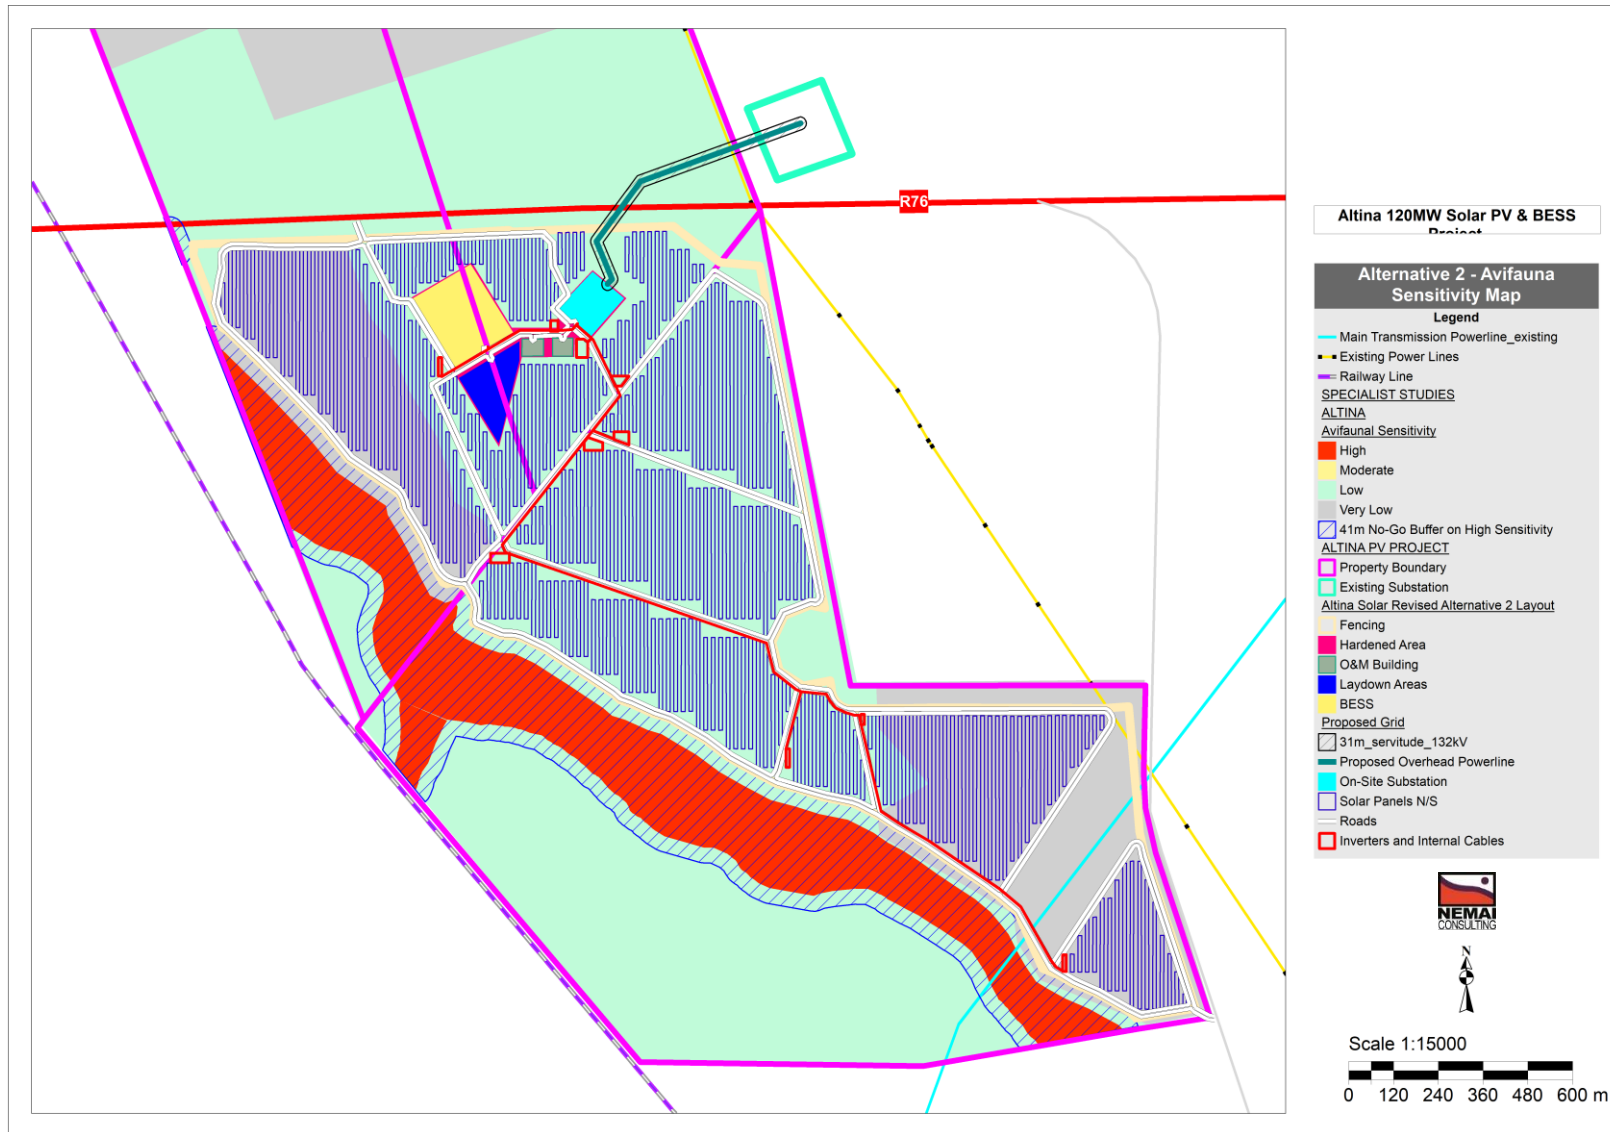 R76
Altina 120MW Solar PV & BESS
Project
Alternative 2 - Avifauna
Sensitivity Map
Legend
Main Transmission Powerline_existing
Existing Power Lines
Railway Line
SPECIALIST STUDIES
ALTINA
Avifaunal Sensitivity
High
Moderate
Low
Very Low
41m No-Go Buffer on High Sensitivity
ALTINA PV PROJECT
Property Boundary
Existing Substation
Altina Solar Revised Alternative 2 Layout
Fencing
Hardened Area
O&M Building
Laydown Areas
BESS
Proposed Grid
31m_servitude_132kV
Proposed Overhead Powerline
On-Site Substation
Solar Panels N/S
Roads
Inverters and Internal Cables
NEMAI
CONSULTING
N
Scale 1:15000
0 120 240 360 480 600 m